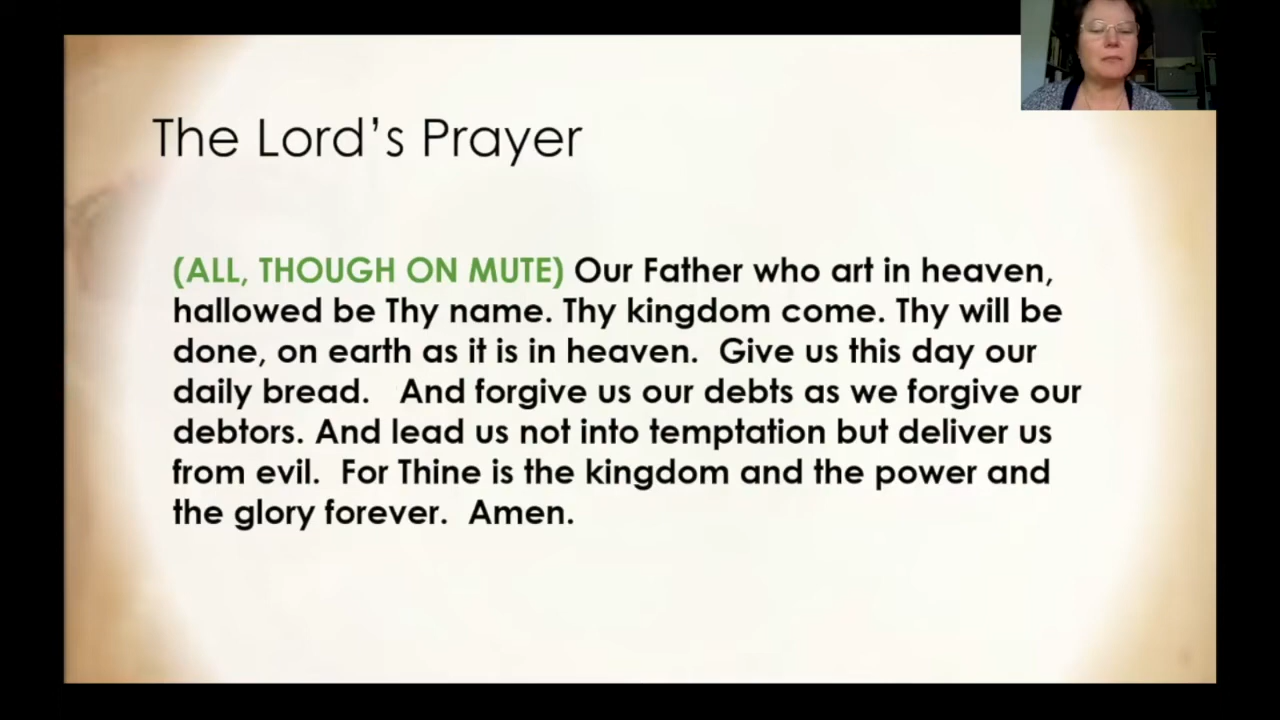 The Lord’s Prayer
(ALL, THOUGH ON MUTE) Our Father who art in heaven,
hallowed be Thy name. Thy kingdom come. Thy will be
done, on earth as it is in heaven.  Give us this day our
daily bread.   And forgive us our debts as we forgive our
debtors. And lead us not into temptation but deliver us
from evil.  For Thine is the kingdom and the power and
the glory forever.  Amen.